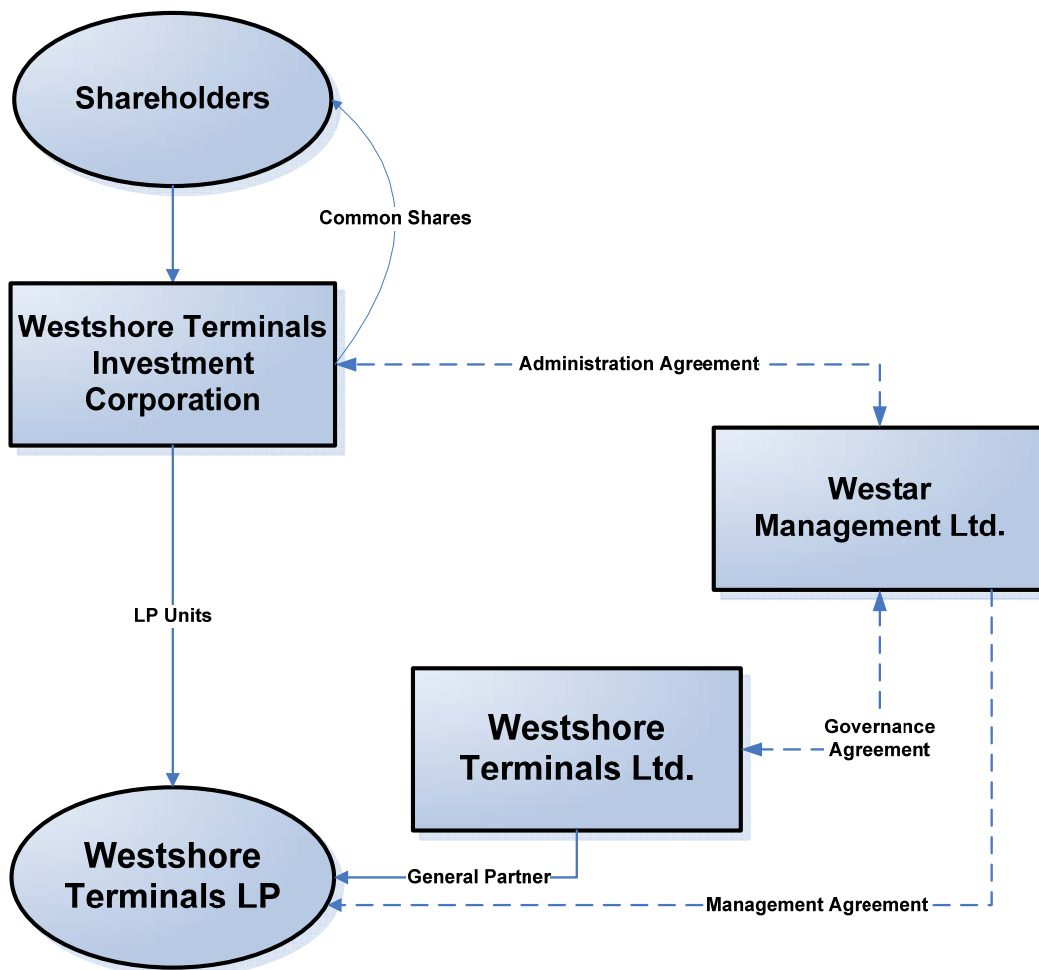 Shareholders
Common Shares
Westshore Terminals
Investment
Corporation
Administration Agreement
Westar
Management Ltd.
LP Units
Westshore
Terminals Ltd.
Governance
Agreement
Westshore
Terminals LP
General Partner
Management Agreement